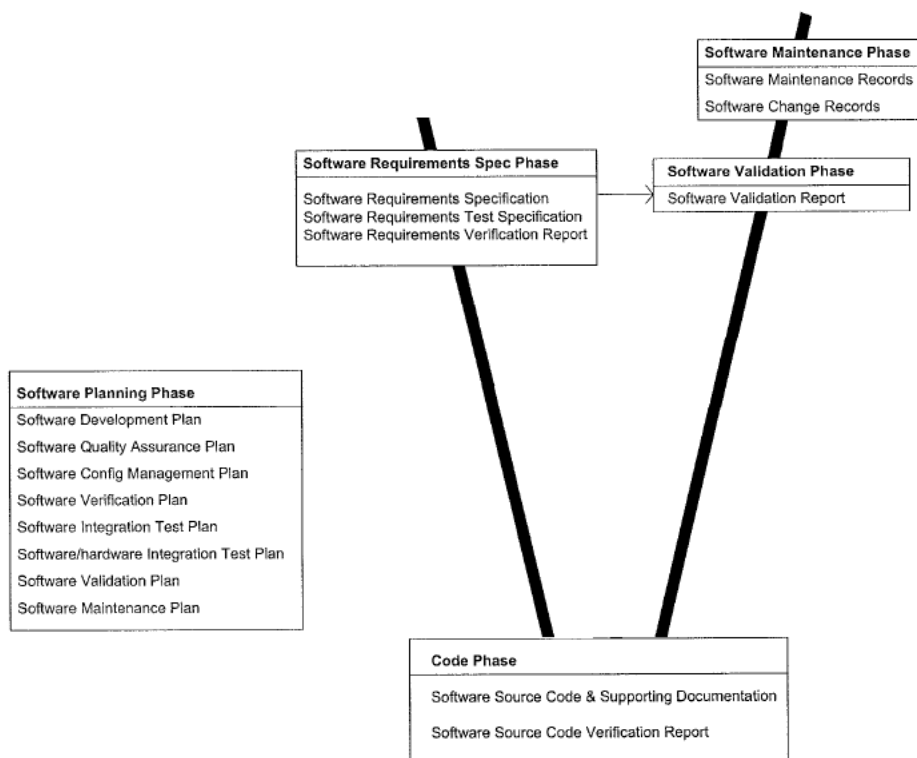 Software Maintenance Phase
Software Maintenance Records
Software Change Records
Software Requirements Spec Phase
Software Requirements Specification
Software Requirements Test Specification
Software Requirements Verification Report
Software Validation Phase
Software Validation Report
Software Planning Phase
Software Development Plan
Software Quality Assurance Plan
Software Config Management Plan
Software Verification Plan
Software Integration Test Plan
Software/hardware Integration Test Plan
Software Validation Plan
Software Maintenance Plan
Code Phase
Software Source Code & Supporting Documentation
Software Source Code Verification Report